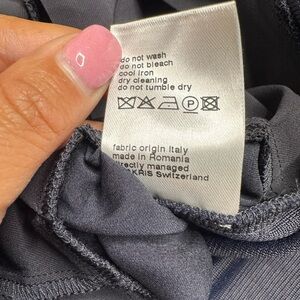 do not wash
do not bleach
cool iron
dry cleaning
do not tumble dry
P
fabric origin Italy
made in Romania
directly managed
AKRIS Switzerland